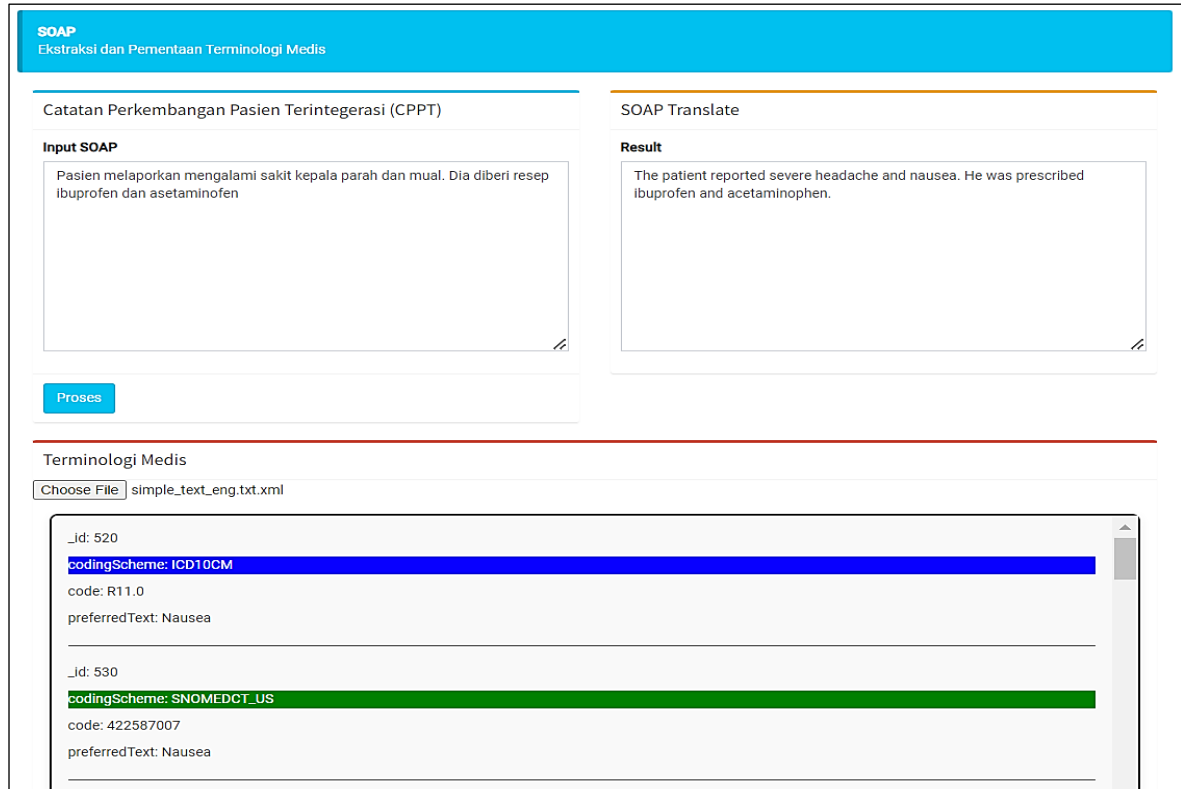 SOAP
Ekstraksi dan Pementaan Terminologi Medis
Catatan Perkembangan Pasien Terintegerasi (CPPT)
Input SOAP
Pasien melaporkan mengalami sakit kepala parah dan mual. Dia diberi resep
ibuprofen dan asetaminofen
Proses
SOAP Translate
Result
The patient reported severe headache and nausea. He was prescribed
ibuprofen and acetaminophen.
Terminologi Medis
Choose File simple_text_eng.txt.xml
_id: 520
codingScheme: ICD10CM
code: R11.0
preferredText: Nausea
_id: 530
codingScheme: SNOMEDCT_US
code: 422587007
preferredText: Nausea